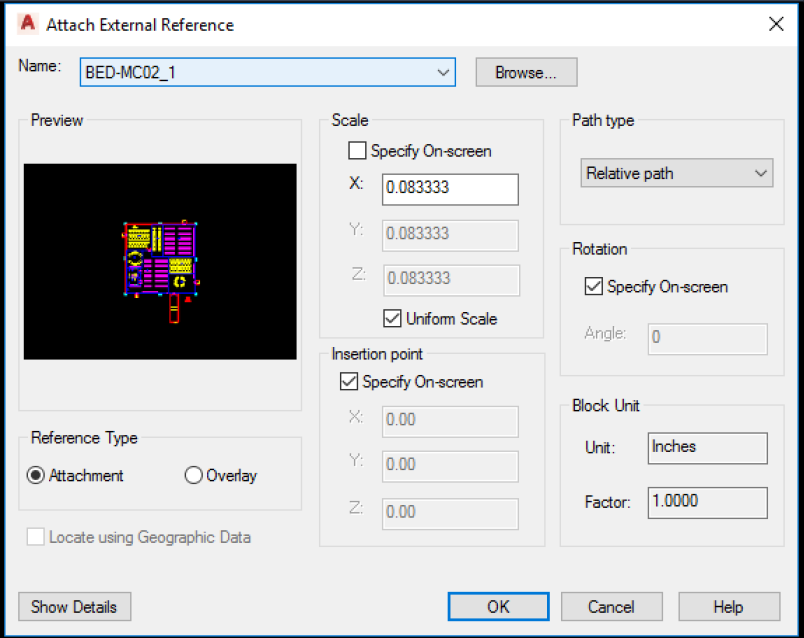 Attach External Reference
Name: BED-MC02_1 Browse...
Preview
Reference Type
Attachment Overlay
Locate using Geographic Data
Scale
Specify On-screen
X: 0.083333
Y: 0.083333
Z: 0.083333
Uniform Scale
Insertion point
Specify On-screen
X: 0.00
Y: 0.00
Z: 0.00
Path type
Relative path
Rotation
Specify On-screen
Angle: 0
Block Unit
Unit: Inches
Factor: 1.0000
Show Details OK Cancel Help